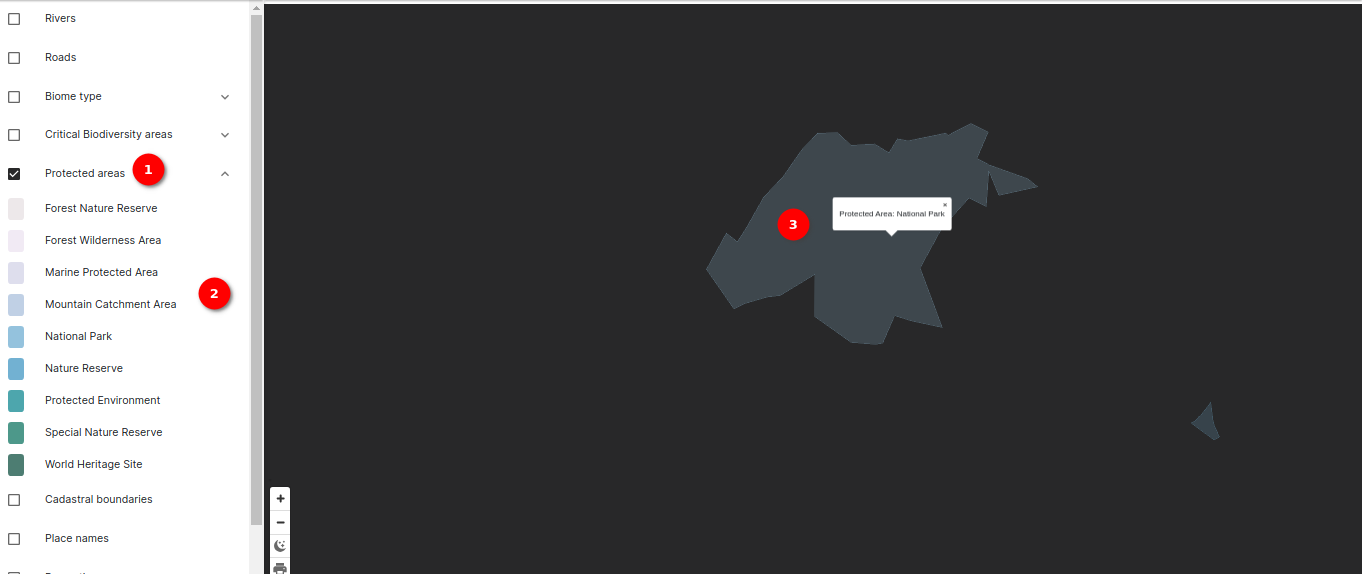 Rivers
Roads
Biome type
Critical Biodiversity areas
Protected areas
1
Forest Nature Reserve
Forest Wilderness Area
Marine Protected Area
2
Mountain Catchment Area
National Park
Nature Reserve
Protected Environment
Special Nature Reserve
World Heritage Site
Cadastral boundaries
Place names
3
×
Protected Area: National Park
+
−